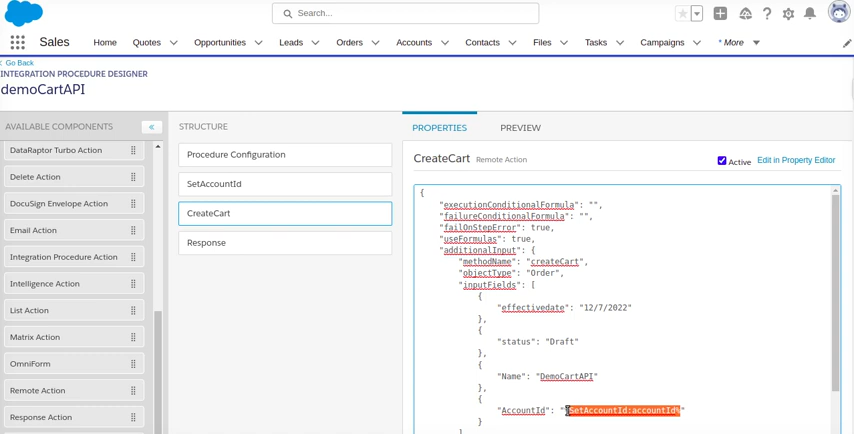 Search...
Sales Home Quotes Opportunities Leads Orders Accounts Contacts Files Tasks Campaigns * More
Go Back
INTEGRATION PROCEDURE DESIGNER
demoCartAPI
AVAILABLE COMPONENTS
DataRaptor Turbo Action
Delete Action
DocuSign Envelope Action
Email Action
Integration Procedure Action
Intelligence Action
List Action
Matrix Action
OmniForm
Remote Action
Response Action
STRUCTURE
Procedure Configuration
SetAccountId
CreateCart
Response
PROPERTIES PREVIEW
CreateCart Remote Action Active Edit in Property Editor
{
"executionConditionalFormula": "",
"failureConditionalFormula": "",
"failOnStepError": true,
"useFormulas": true,
"additionalInput": {
"methodName": "createCart",
"objectType": "Order",
"inputFields": [
{
"effectivedate": "12/7/2022"
},
{
"status": "Draft"
},
{
"Name": "DemoCartAPI"
},
{
"AccountId": "%SetAccountId:accountId%"
}
]